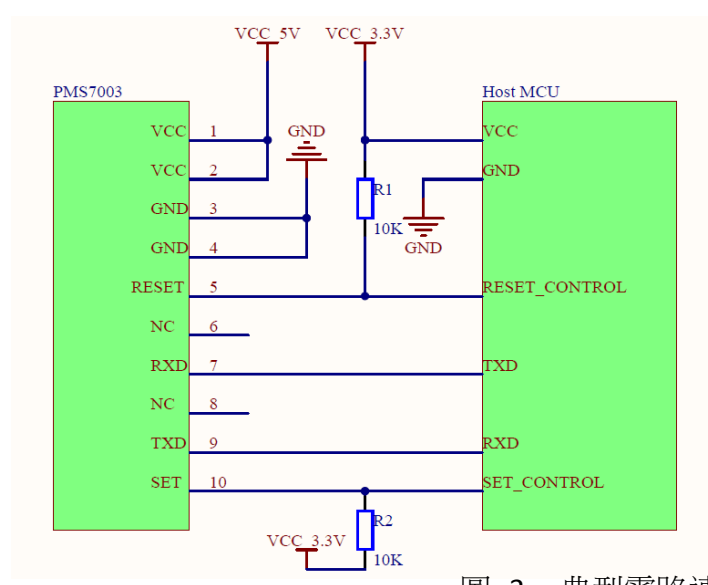 VCC_5V VCC_3.3V
PMS7003 Host MCU
VCC 1 GND VCC
VCC 2 GND
GND 3 R1
10K
GND 4 GND
RESET 5 RESET_CONTROL
NC 6
RXD 7 TXD
NC 8
TXD 9 RXD
SET 10 SET_CONTROL
R2
VCC_3.3V
10K